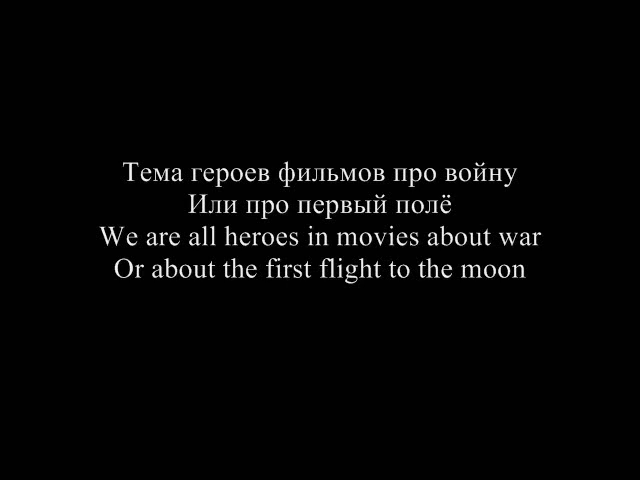 Тема героев фильмов про войну
Или про первый полё
We are all heroes in movies about war
Or about the first flight to the moon